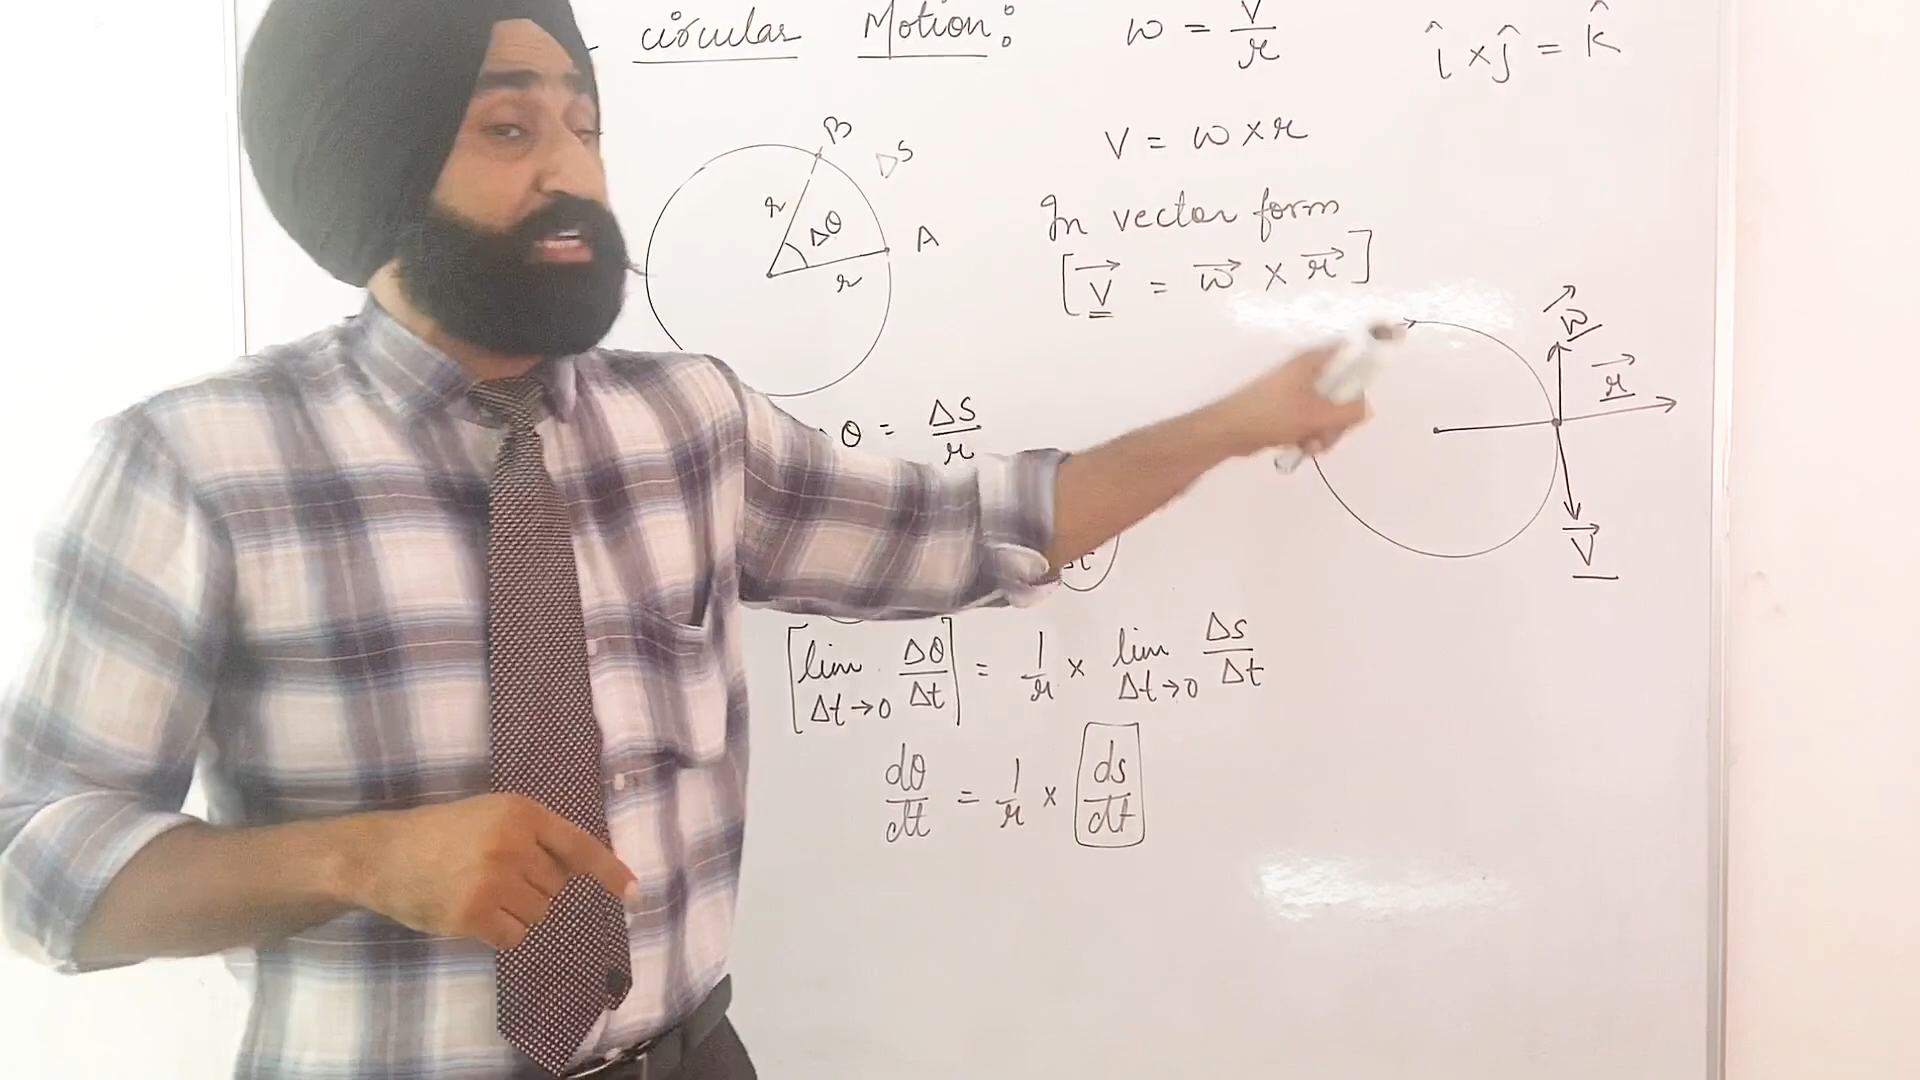 circular Motion:
ω = V/r
î × ĵ = k̂
B
ΔS
V = ω × r
r
Δθ
A
r
In vector form
[V⃗ = ω⃗ × r⃗]
ω⃗
r⃗
θ = ΔS/r
V⃗
Δt
[lim Δt→0 Δθ/Δt] = 1/r × lim Δt→0 Δs/Δt
dθ/dt = 1/r × ds/dt